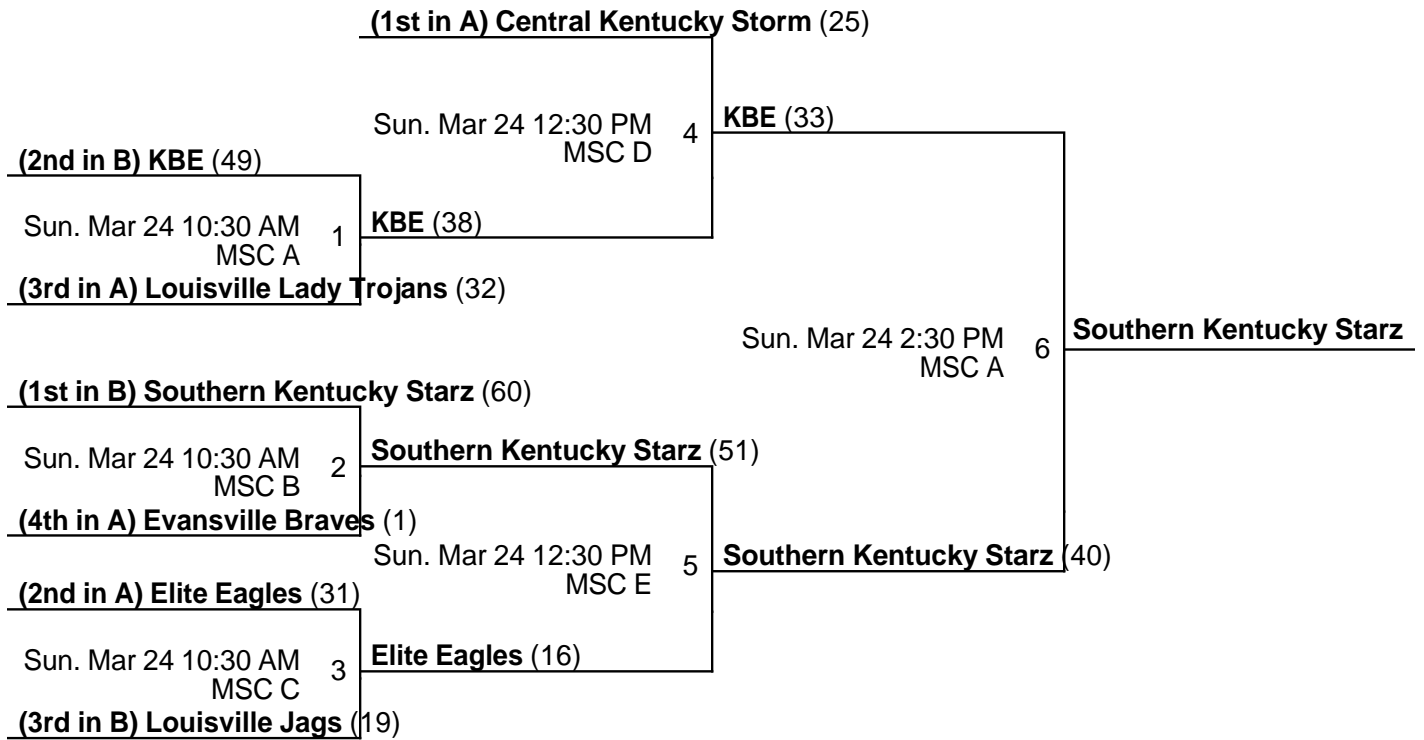 (1st in A) Central Kentucky Storm (25)
Sun. Mar 24 12:30 PM
MSC D
4
KBE (33)
(2nd in B) KBE (49)
Sun. Mar 24 10:30 AM
MSC A
1
KBE (38)
(3rd in A) Louisville Lady Trojans (32)
Sun. Mar 24 2:30 PM
MSC A
6
Southern Kentucky Starz
(1st in B) Southern Kentucky Starz (60)
Sun. Mar 24 10:30 AM
MSC B
2
Southern Kentucky Starz (51)
(4th in A) Evansville Braves (1)
Sun. Mar 24 12:30 PM
MSC E
5
Southern Kentucky Starz (40)
(2nd in A) Elite Eagles (31)
Sun. Mar 24 10:30 AM
MSC C
3
Elite Eagles (16)
(3rd in B) Louisville Jags (19)